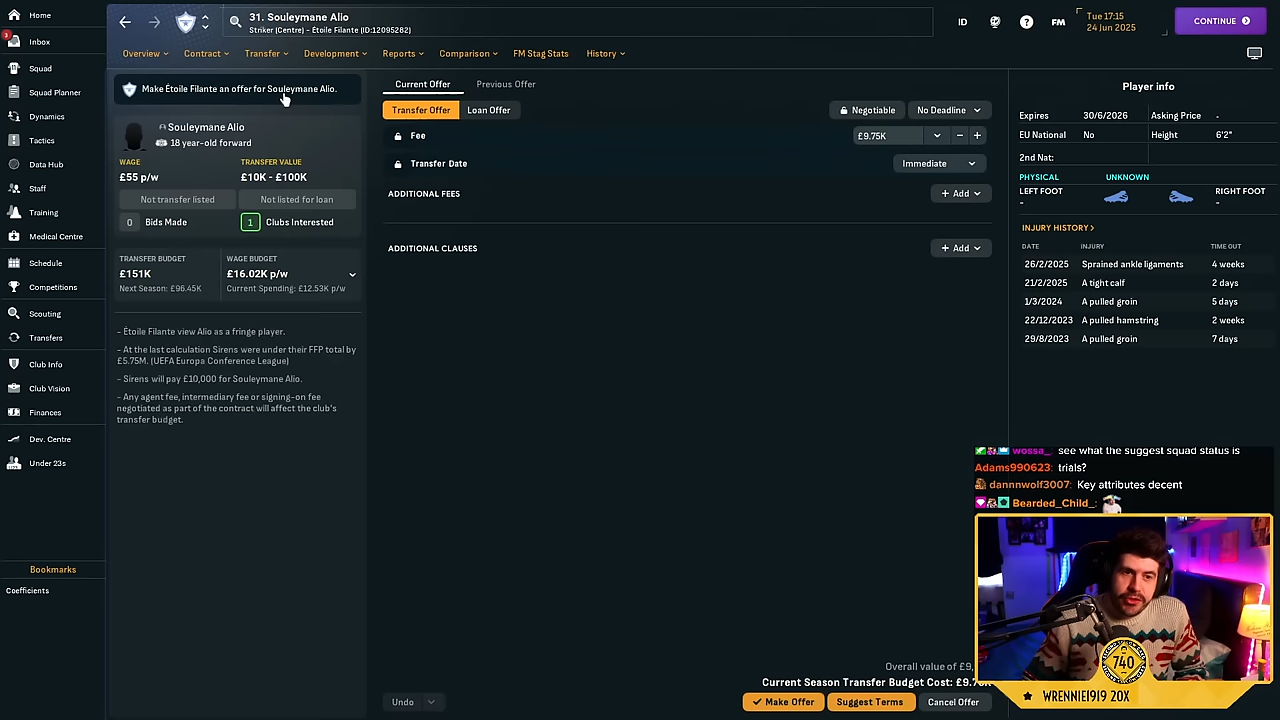 Home
3
Inbox
Squad
Squad Planner
Dynamics
Tactics
Data Hub
Staff
Training
Medical Centre
Schedule
Competitions
Scouting
Transfers
Club Info
Club Vision
Finances
Dev. Centre
Under 23s
Bookmarks
Coefficients
31. Souleymane Alio
Striker (Centre) - Étoile Filante (ID:12095282)
ID
FM
Tue 17:15
24 Jun 2025
CONTINUE
Overview
Contract
Transfer
Development
Reports
Comparison
FM Stag Stats
History
Make Étoile Filante an offer for Souleymane Alio.
Souleymane Alio
18 year-old forward
WAGE
TRANSFER VALUE
£55 p/w
£10K - £100K
Not transfer listed
Not listed for loan
0 Bids Made
1 Clubs Interested
TRANSFER BUDGET
WAGE BUDGET
£151K
£16.02K p/w
Next Season: £96.45K
Current Spending: £12.53K p/w
- Étoile Filante view Alio as a fringe player.
- At the last calculation Sirens were under their FFP total by
£5.75M. (UEFA Europa Conference League)
- Sirens will pay £10,000 for Souleymane Alio.
- Any agent fee, intermediary fee or signing-on fee
negotiated as part of the contract will affect the club's
transfer budget.
Current Offer
Previous Offer
Transfer Offer
Loan Offer
Negotiable
No Deadline
Fee
£9.75K
Transfer Date
Immediate
ADDITIONAL FEES
Add
ADDITIONAL CLAUSES
Add
Overall value of £9,
Current Season Transfer Budget Cost: £9.7
Undo
Make Offer
Suggest Terms
Cancel Offer
Player info
Expires 30/6/2026 Asking Price -
EU National No Height 6'2"
2nd Nat:
PHYSICAL UNKNOWN
LEFT FOOT RIGHT FOOT
- -
INJURY HISTORY >
DATE INJURY TIME OUT
26/2/2025 Sprained ankle ligaments 4 weeks
21/2/2025 A tight calf 2 days
1/3/2024 A pulled groin 5 days
22/12/2023 A pulled hamstring 2 weeks
29/8/2023 A pulled groin 7 days
wossa_: see what the suggest squad status is
Adams990623: trials?
dannnwolf3007: Key attributes decent
Bearded_Child_:
740
WRENNIE1919 20X